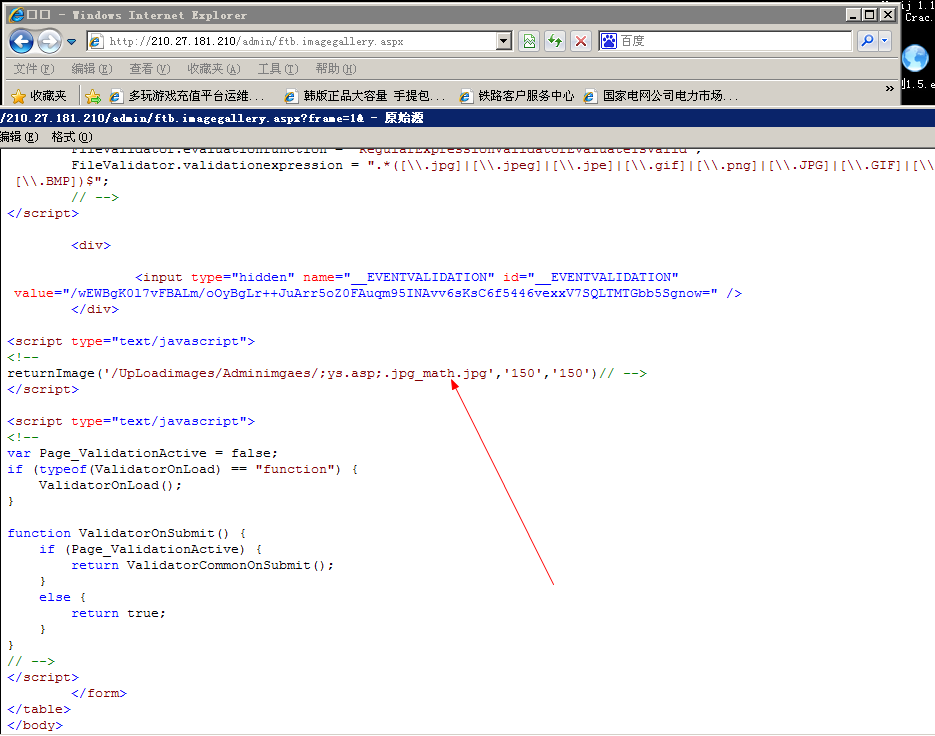 □□ - Windows Internet Explorer
http://210.27.181.210/admin/ftb.imagegallery.aspx
百度
文件(F) 编辑(E) 查看(V) 收藏夹(A) 工具(T) 帮助(H)
收藏夹 多玩游戏充值平台运维... 韩版正品大容量 手提包... 铁路客户服务中心 国家电网公司电力市场... »
ij 1.1
Crac.
/210.27.181.210/admin/ftb.imagegallery.aspx?frame=1& - 原始源
编辑(E) 格式(O)
FileValidator.evaluationfunction = "RegularExpressionValidatorEvaluateIsValid";
FileValidator.validationexpression = ".*([\\.jpg]|[\\.jpeg]|[\\.jpe]|[\\.gif]|[\\.png]|[\\.JPG]|[\\.GIF]|[\\
[\\.BMP])$";
// -->
</script>
<div>
<input type="hidden" name="__EVENTVALIDATION" id="__EVENTVALIDATION"
value="/wEWBgK0l7vFBALm/oOyBgLr++JuArr5oZ0FAuqm95INAvv6sKsC6f5446vexxV7SQLTMTGbb5Sgnow=" />
</div>
<script type="text/javascript">
<!--
returnImage('/UpLoadimages/Adminimgaes/;ys.asp;.jpg_math.jpg','150','150')// -->
</script>
<script type="text/javascript">
<!--
var Page_ValidationActive = false;
if (typeof(ValidatorOnLoad) == "function") {
ValidatorOnLoad();
}
function ValidatorOnSubmit() {
if (Page_ValidationActive) {
return ValidatorCommonOnSubmit();
}
else {
return true;
}
}
// -->
</script>
</form>
</table>
</body>